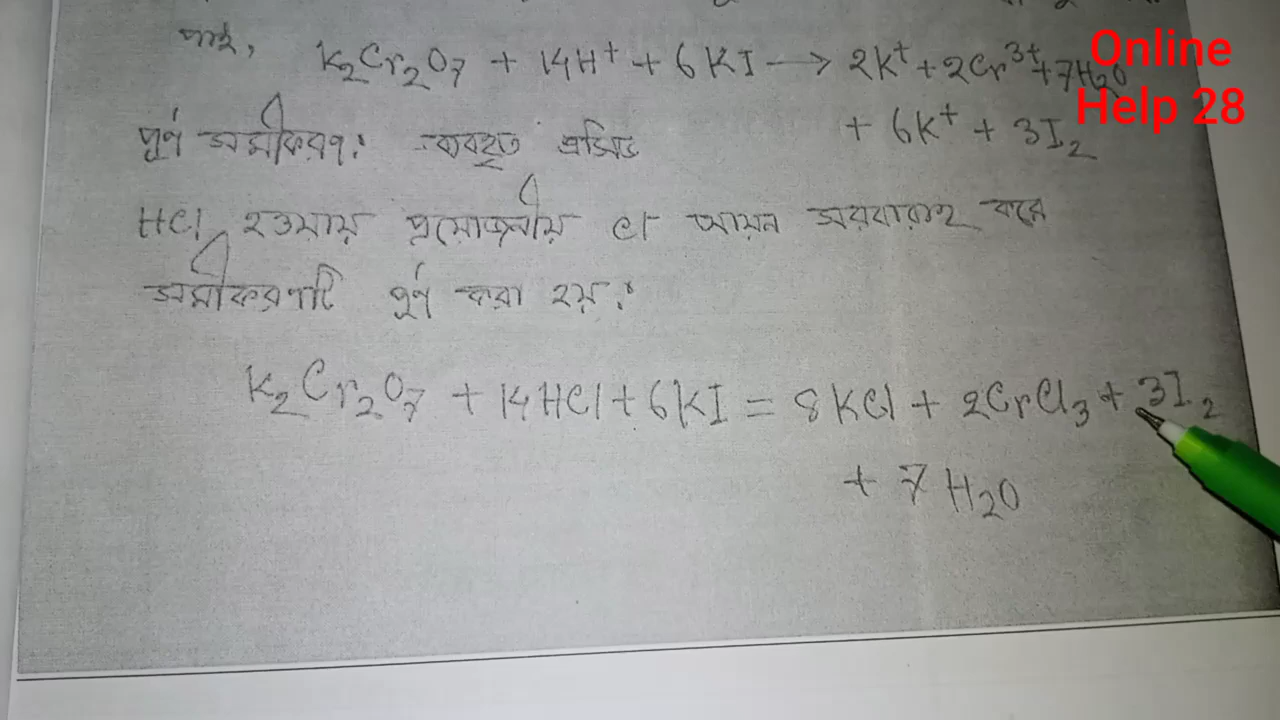 পাই, K₂Cr₂O₇ + 14H⁺ + 6KI → 2K⁺ + 2Cr³⁺ + 7H₂O
+ 6K⁺ + 3I₂
Online
Help 28
পূর্ণ সমীকরণ: ব্যবহৃত এসিড
HCl হওয়ায় প্রয়োজনীয় Cl⁻ আয়ন সরবরাহ করে
সমীকরণটি পূর্ণ করা হয়:
K₂Cr₂O₇ + 14HCl + 6KI = 8KCl + 2CrCl₃ + 3I₂
+ 7H₂O